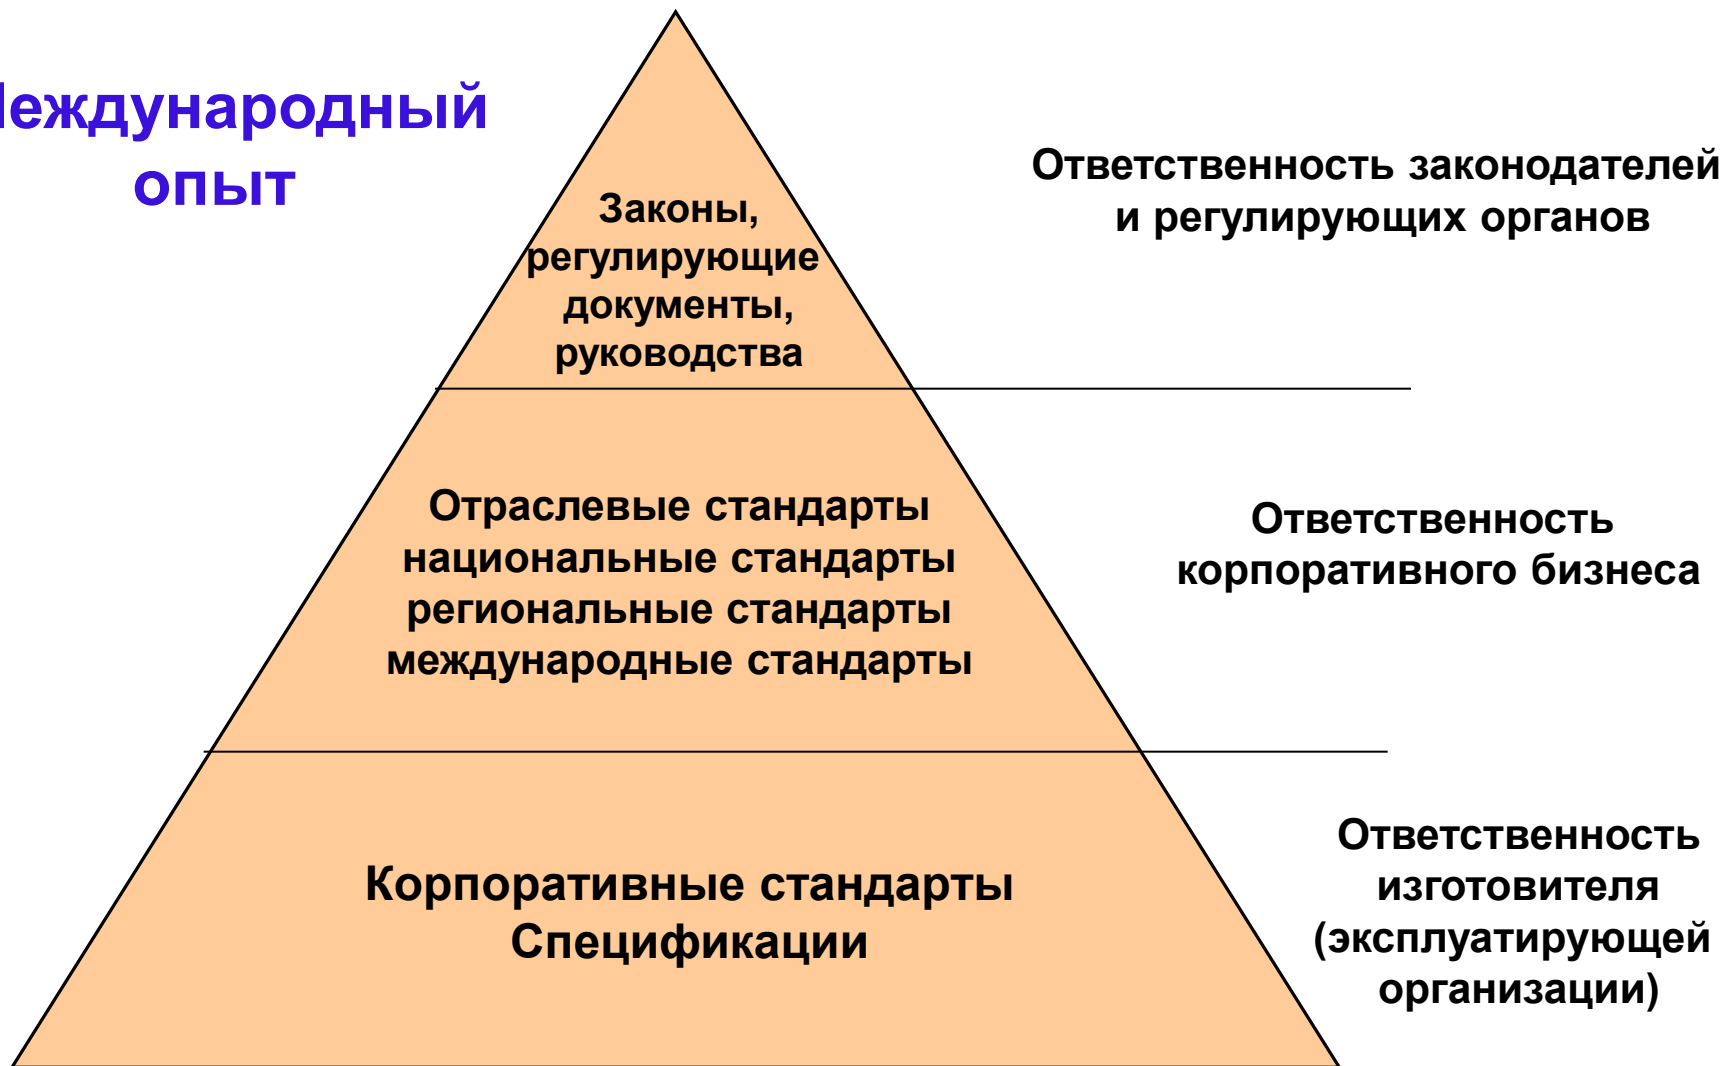 Международный
опыт
Законы,
регулирующие
документы,
руководства
Ответственность законодателей
и регулирующих органов
Отраслевые стандарты
национальные стандарты
региональные стандарты
международные стандарты
Ответственность
корпоративного бизнеса
Корпоративные стандарты
Спецификации
Ответственность
изготовителя
(эксплуатирующей
организации)